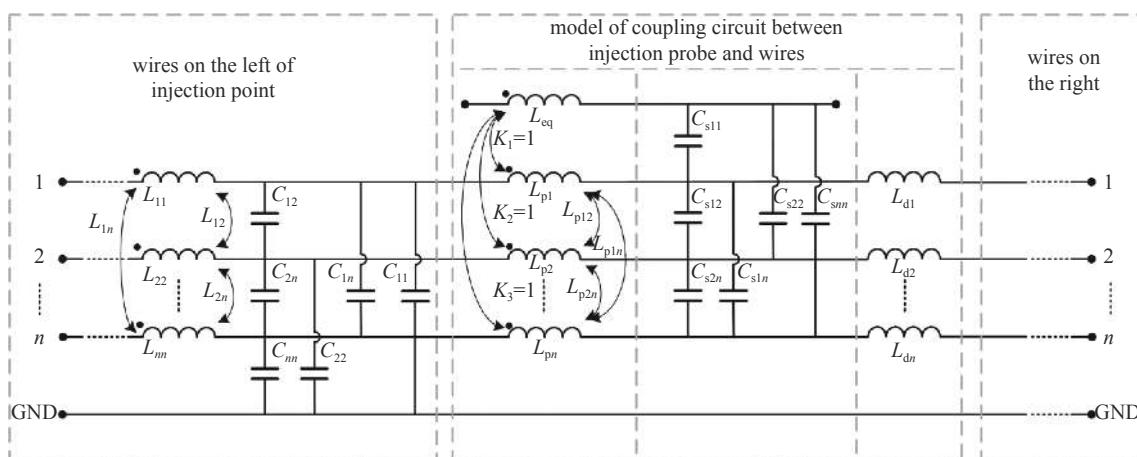 wires on the left of
injection point
model of coupling circuit between
injection probe and wires
wires on
the right
L_eq
C_s11
K_1=1
1
L_11
C_12
L_p1
C_s12
C_s22
C_snn
L_d1
1
L_1n
L_12
K_2=1
L_p12
L_p1n
2
L_22
L_2n
C_2n
C_1n
C_11
L_p2
K_3=1
L_p2n
C_s2n
C_s1n
L_d2
2
n
L_nn
C_nn
C_22
L_pn
L_dn
n
GND
GND